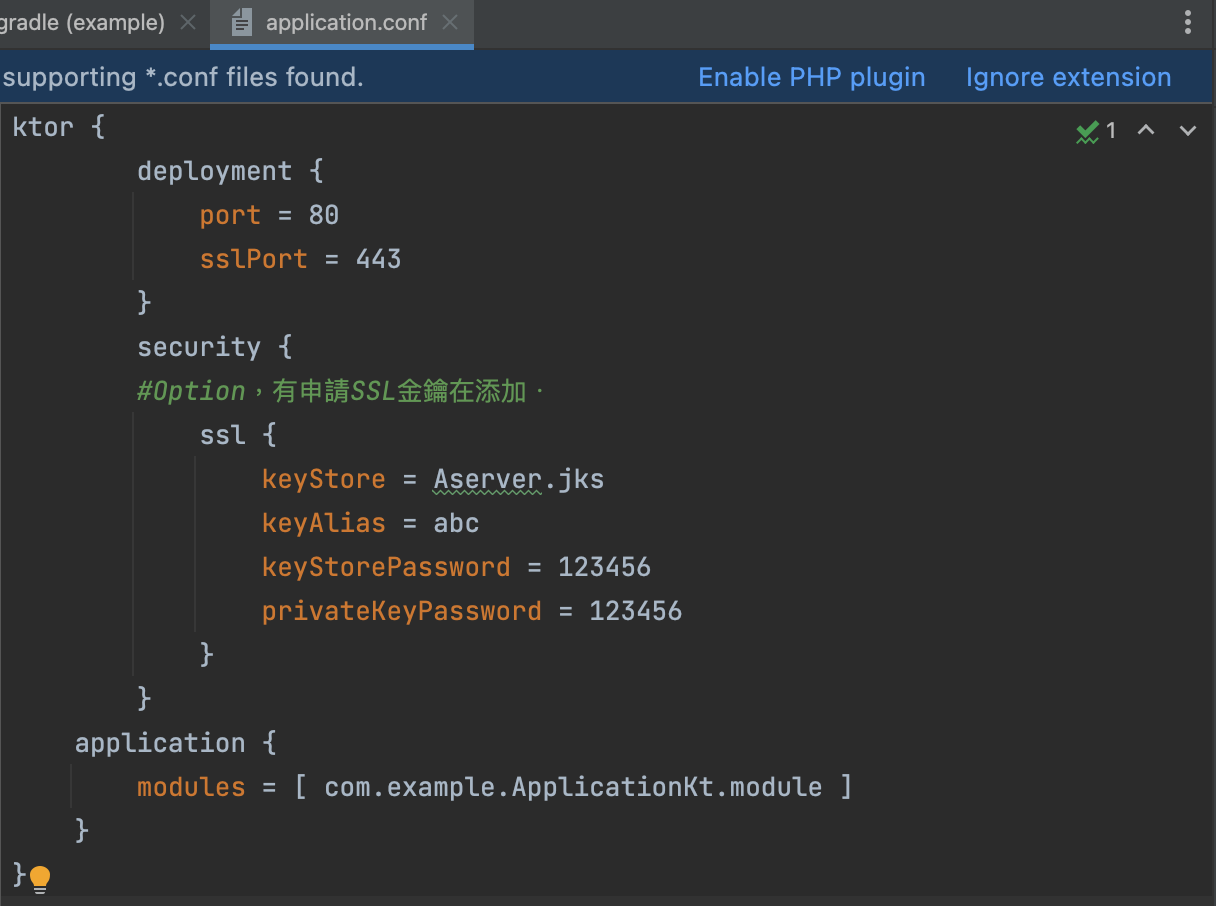 gradle (example)
application.conf
supporting *.conf files found.
Enable PHP plugin
Ignore extension
1
ktor {
deployment {
port = 80
sslPort = 443
}
security {
#Option，有申請SSL金鑰在添加．
ssl {
keyStore = Aserver.jks
keyAlias = abc
keyStorePassword = 123456
privateKeyPassword = 123456
}
}
application {
modules = [ com.example.ApplicationKt.module ]
}
}